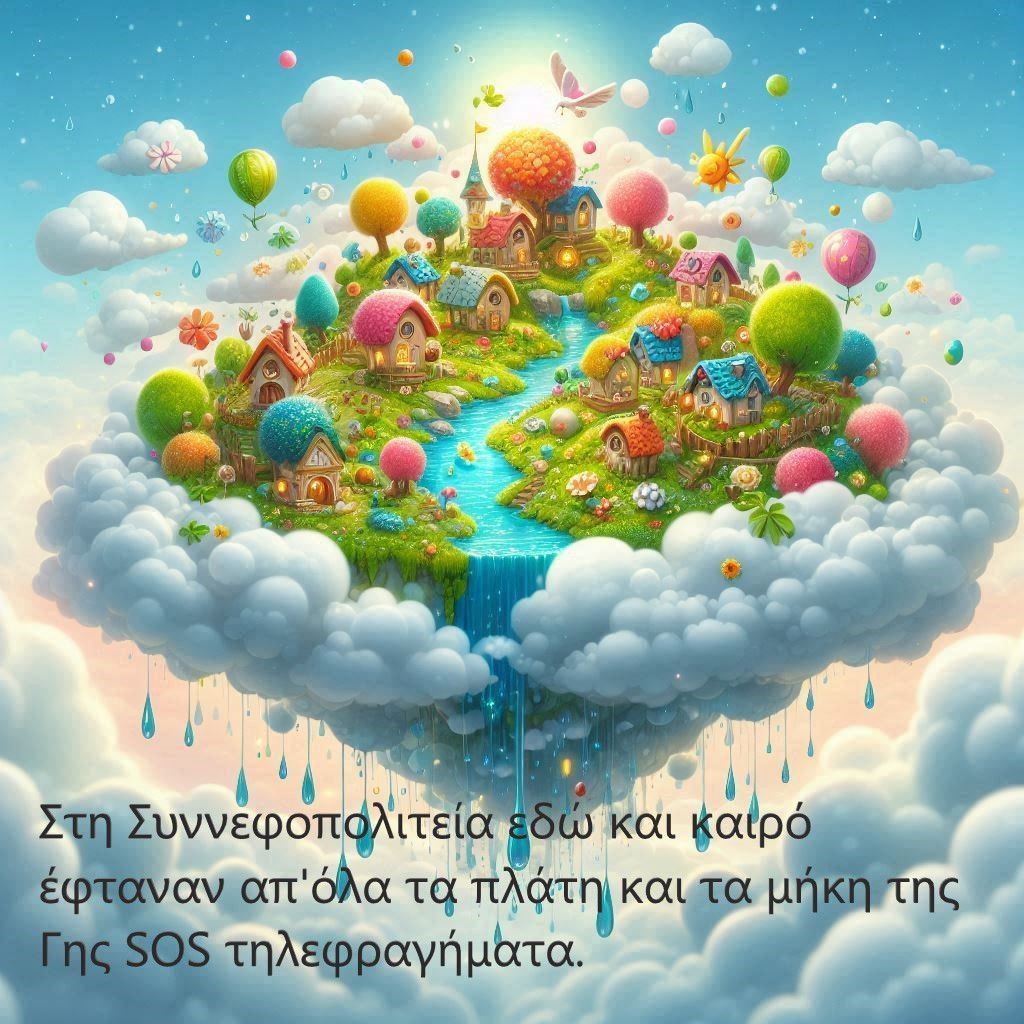 Στη Συννεφοπολιτεία εδώ και καιρό
έφταναν απ'όλα τα πλάτη και τα μήκη της
Γης SOS τηλεφραγήματα.